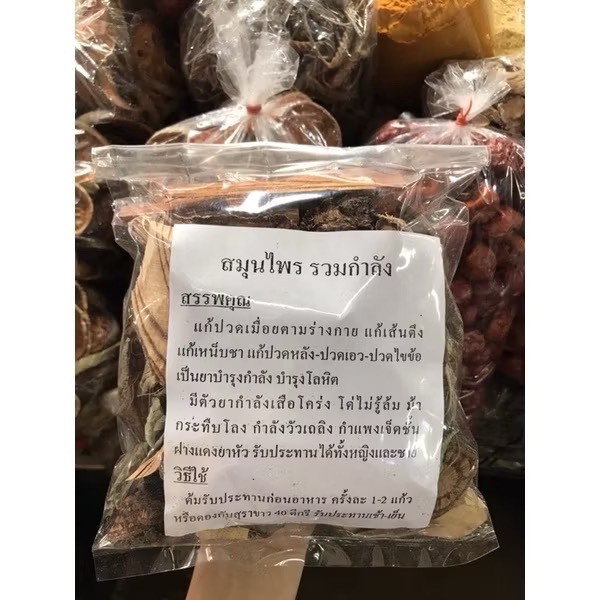 สมุนไพร รวมกำลัง
สรรพคุณ
แก้ปวดเมื่อยตามร่างกาย แก้เส้นตึง
แก้เหน็บชา แก้ปวดหลัง-ปวดเอว-ปวดไขข้อ
เป็นยาบำรุงกำลัง บำรุงโลหิต
มีตัวยากำลังเสือโคร่ง โด่ไม่รู้ล้ม ม้า
กระทืบโลง กำลังวัวเถลิง กำแพงเจ็ดชั้น
ฝางแดงยาหัว รับประทานได้ทั้งหญิงและชาย
วิธีใช้
ต้มรับประทานก่อนอาหาร ครั้งละ 1-2 แก้ว
หรือดองกับสุราขาว 40 ดีกรี รับประทานเช้า-เย็น